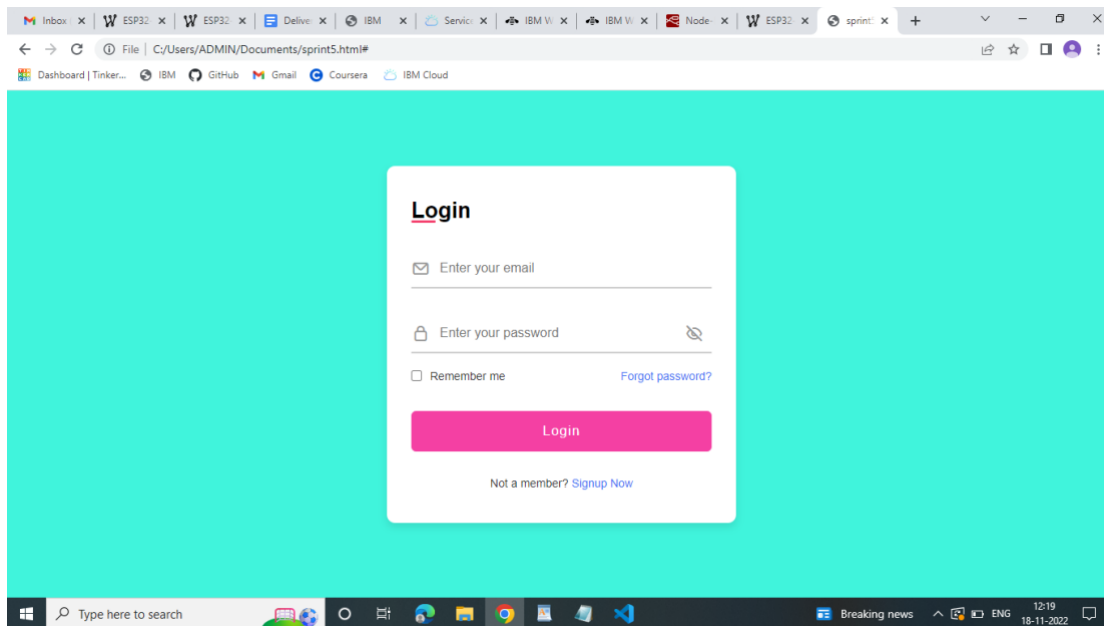 Inbox
ESP32-
ESP32-
Deliver
IBM
Service
IBM W
IBM W
Node-
ESP32-
sprint5
File | C:/Users/ADMIN/Documents/sprint5.html#
Dashboard | Tinker... IBM GitHub Gmail Coursera IBM Cloud
Login
Enter your email
Enter your password
Remember me Forgot password?
Login
Not a member? Signup Now
Type here to search Breaking news ENG 12:19
18-11-2022